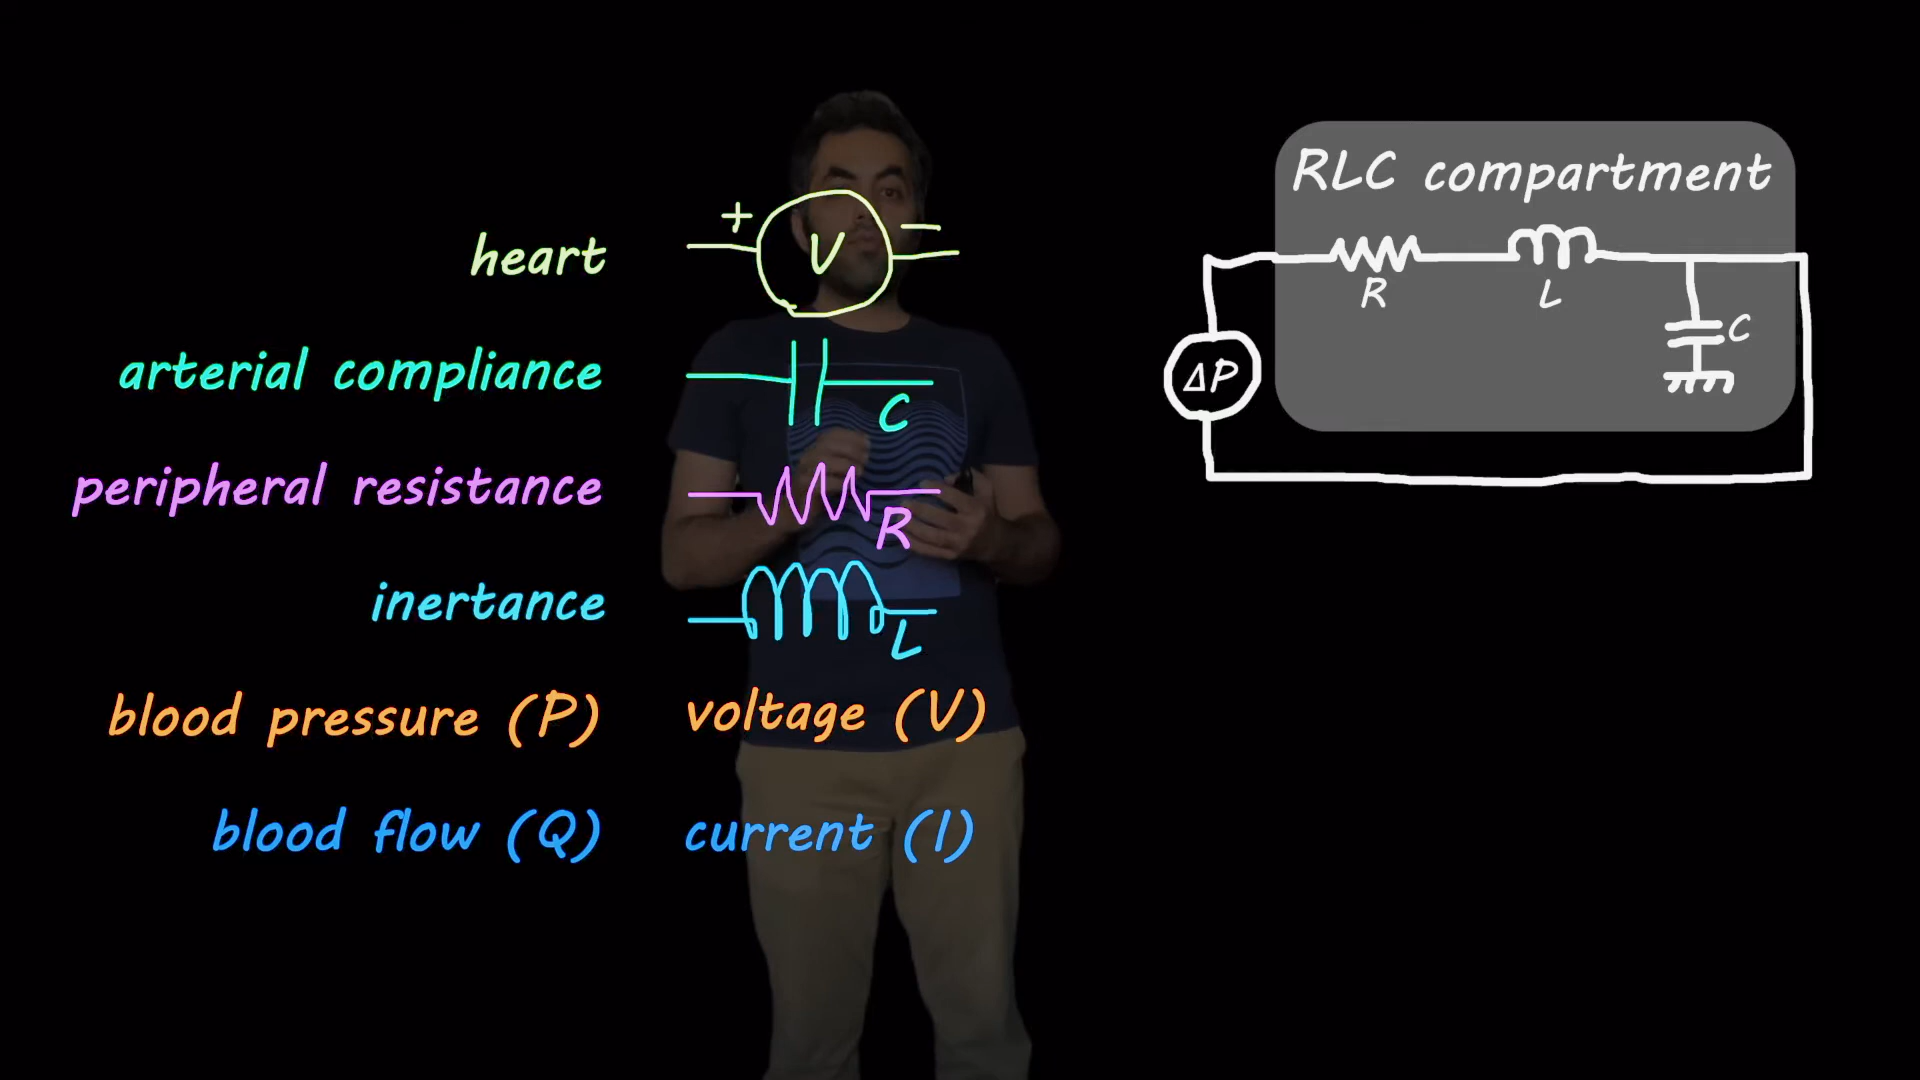 heart + V −
arterial compliance C
peripheral resistance R
inertance L
blood pressure (P) voltage (V)
blood flow (Q) current (I)
RLC compartment
R L
C
ΔP